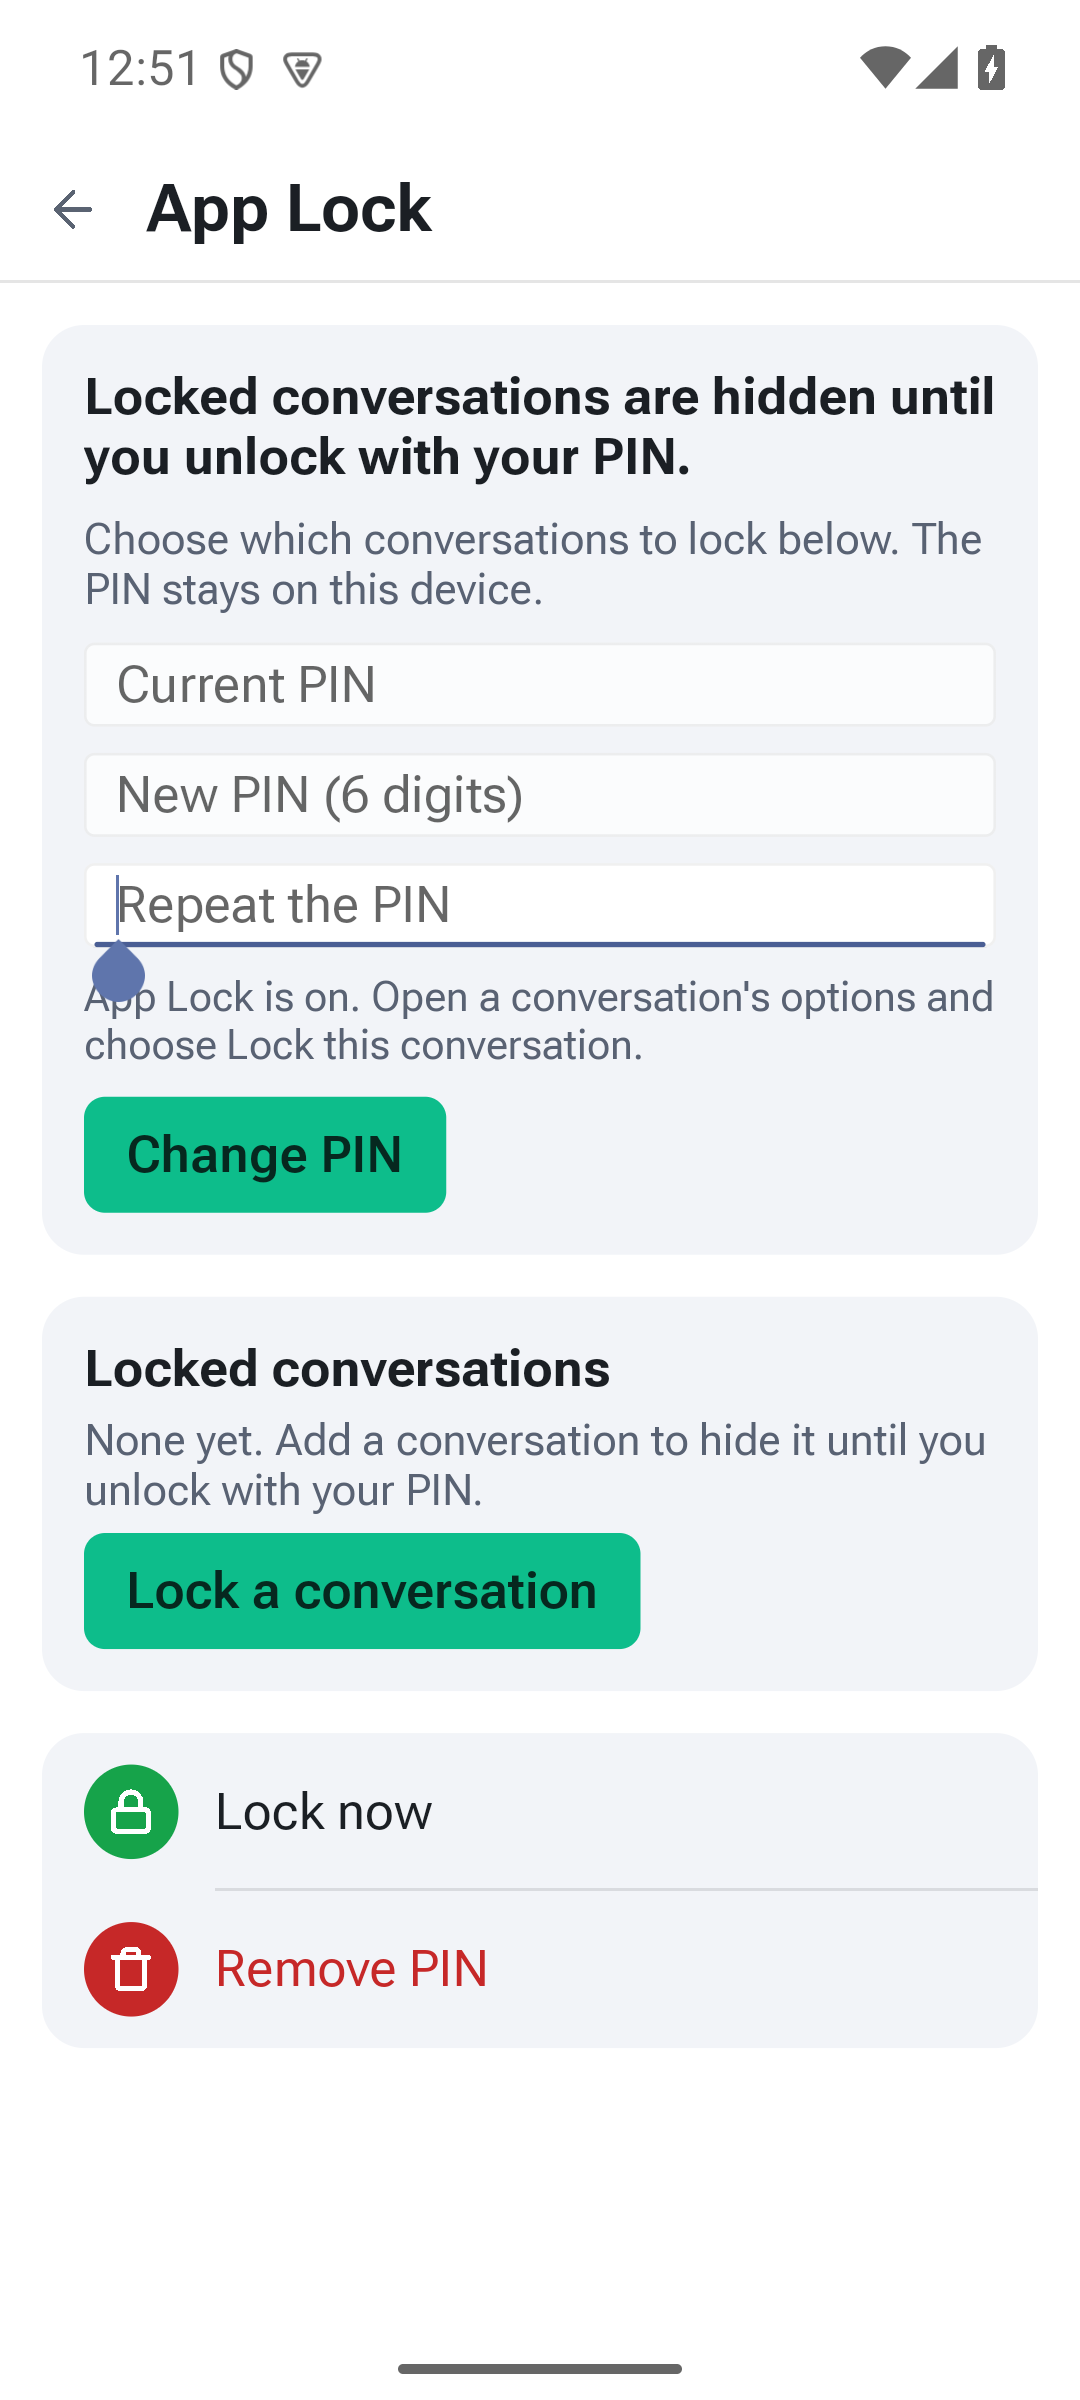 12:51
App Lock
Locked conversations are hidden until
you unlock with your PIN.
Choose which conversations to lock below. The
PIN stays on this device.
Current PIN
New PIN (6 digits)
Repeat the PIN
App Lock is on. Open a conversation's options and
choose Lock this conversation.
Change PIN
Locked conversations
None yet. Add a conversation to hide it until you
unlock with your PIN.
Lock a conversation
Lock now
Remove PIN